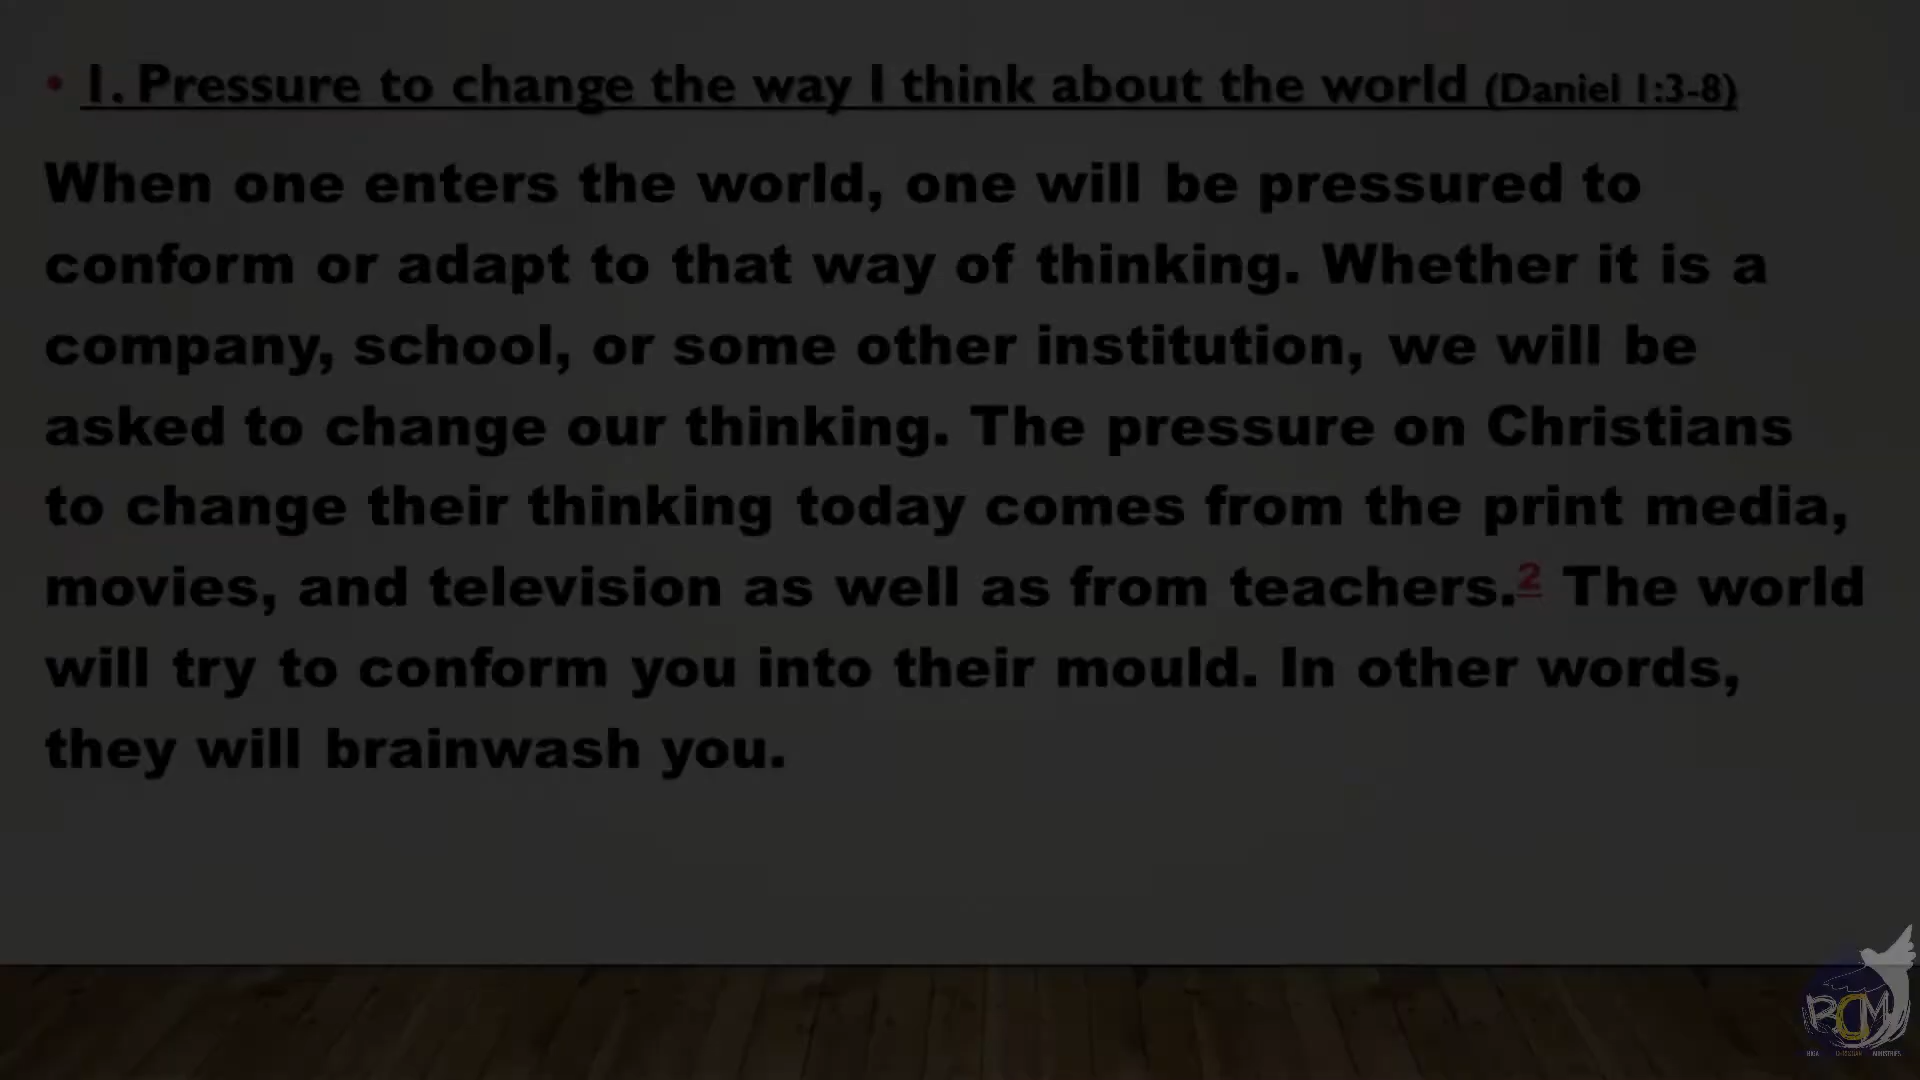 • 1. Pressure to change the way I think about the world (Daniel 1:3-8)
When one enters the world, one will be pressured to
conform or adapt to that way of thinking. Whether it is a
company, school, or some other institution, we will be
asked to change our thinking. The pressure on Christians
to change their thinking today comes from the print media,
movies, and television as well as from teachers.2 The world
will try to conform you into their mould. In other words,
they will brainwash you.
RCM
CHRISTIAN MINISTRIES